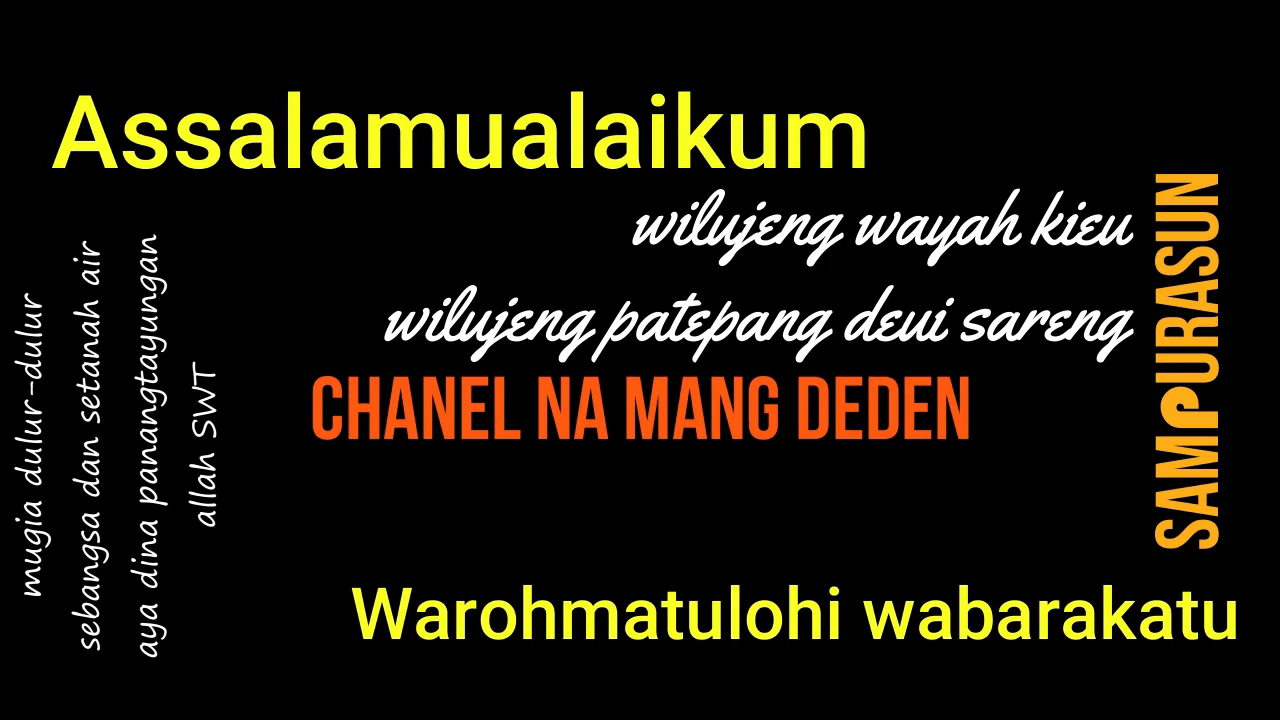 Assalamualaikum
wilujeng wayah kieu
wilujeng patepang deui sareng
CHANEL NA MANG DEDEN
Warohmatulohi wabarakatu
SAMPURASUN
mugia dulur-dulur
sebangsa dan setanah air
aya dina panangtayungan
allah SWT